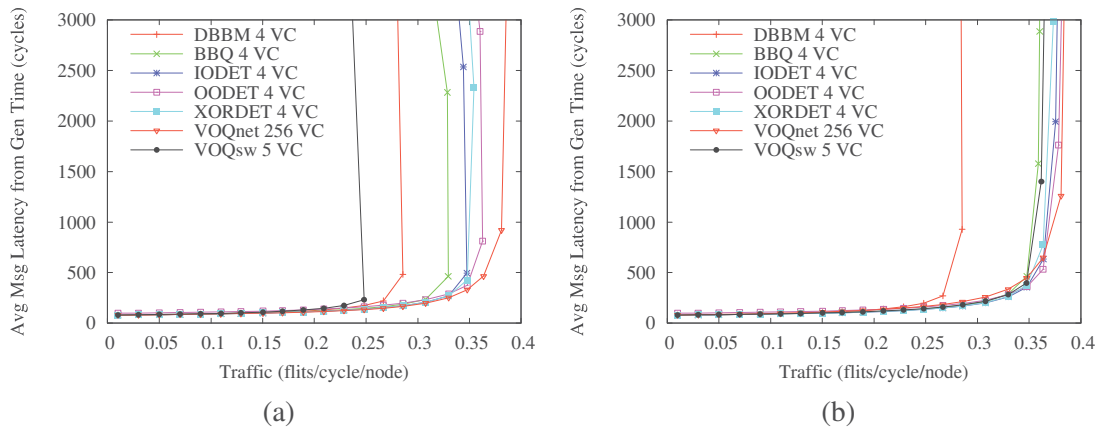 Avg Msg Latency from Gen Time (cycles)
3000
2500
2000
1500
1000
500
0
DBBM 4 VC
BBQ 4 VC
IODET 4 VC
OODET 4 VC
XORDET 4 VC
VOQnet 256 VC
VOQsw 5 VC
0 0.05 0.1 0.15 0.2 0.25 0.3 0.35 0.4
Traffic (flits/cycle/node)
(a)
Avg Msg Latency from Gen Time (cycles)
3000
2500
2000
1500
1000
500
0
DBBM 4 VC
BBQ 4 VC
IODET 4 VC
OODET 4 VC
XORDET 4 VC
VOQnet 256 VC
VOQsw 5 VC
0 0.05 0.1 0.15 0.2 0.25 0.3 0.35 0.4
Traffic (flits/cycle/node)
(b)